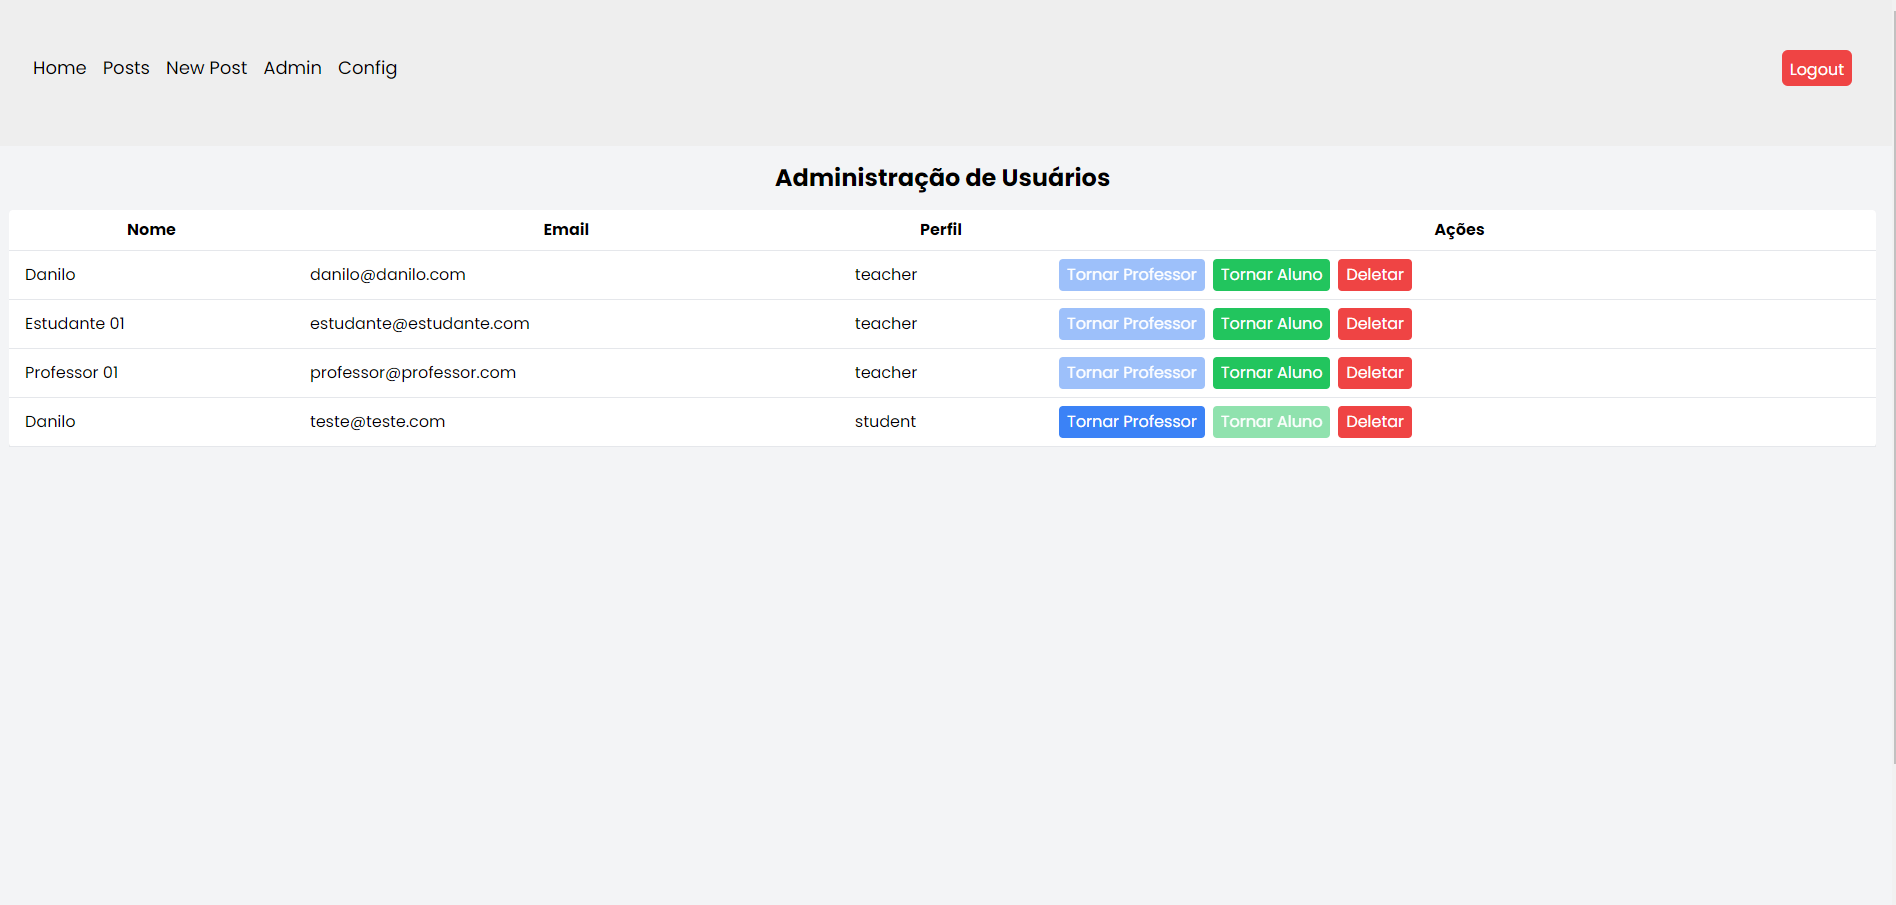 Home Posts New Post Admin Config Logout
Administração de Usuários
Nome Email Perfil Ações
Danilo danilo@danilo.com teacher Tornar Professor Tornar Aluno Deletar
Estudante 01 estudante@estudante.com teacher Tornar Professor Tornar Aluno Deletar
Professor 01 professor@professor.com teacher Tornar Professor Tornar Aluno Deletar
Danilo teste@teste.com student Tornar Professor Tornar Aluno Deletar